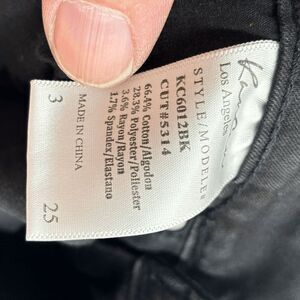 Los Angeles
STYLE/MODELE#
KC6012BK
CUT#5314
66.4% Cotton/Algodon
28.3% Polyester/Poliester
3.6% Rayon/Rayon
1.7% Spandex/Elastano
MADE IN CHINA
3 25